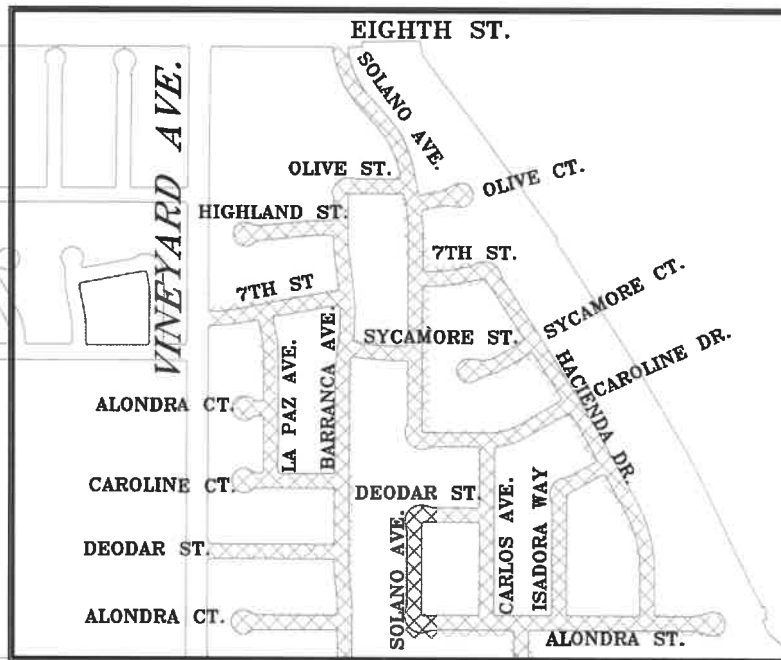 EIGHTH ST.
VINEYARD AVE.
SOLANO AVE.
OLIVE ST.
OLIVE CT.
HIGHLAND ST.
7TH ST.
7TH ST
SYCAMORE CT.
SYCAMORE ST.
CAROLINE DR.
HACIENDA DR.
LA PAZ AVE.
BARRANCA AVE.
ALONDRA CT.
CAROLINE CT.
DEODAR ST.
CARLOS AVE.
ISADORA WAY
SOLANO AVE.
DEODAR ST.
ALONDRA CT.
ALONDRA ST.